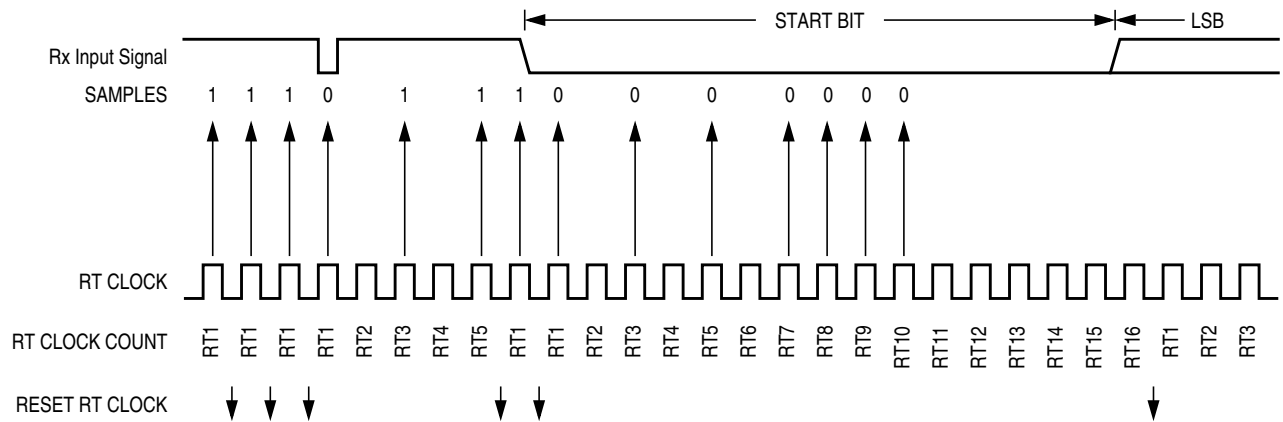 START BIT LSB
Rx Input Signal
SAMPLES 1 1 1 0 1 1 1 0 0 0 0 0 0 0
RT CLOCK
RT CLOCK COUNT RT1 RT1 RT1 RT1 RT2 RT3 RT4 RT5 RT1 RT1 RT2 RT3 RT4 RT5 RT6 RT7 RT8 RT9 RT10 RT11 RT12 RT13 RT14 RT15 RT16 RT1 RT2 RT3
RESET RT CLOCK